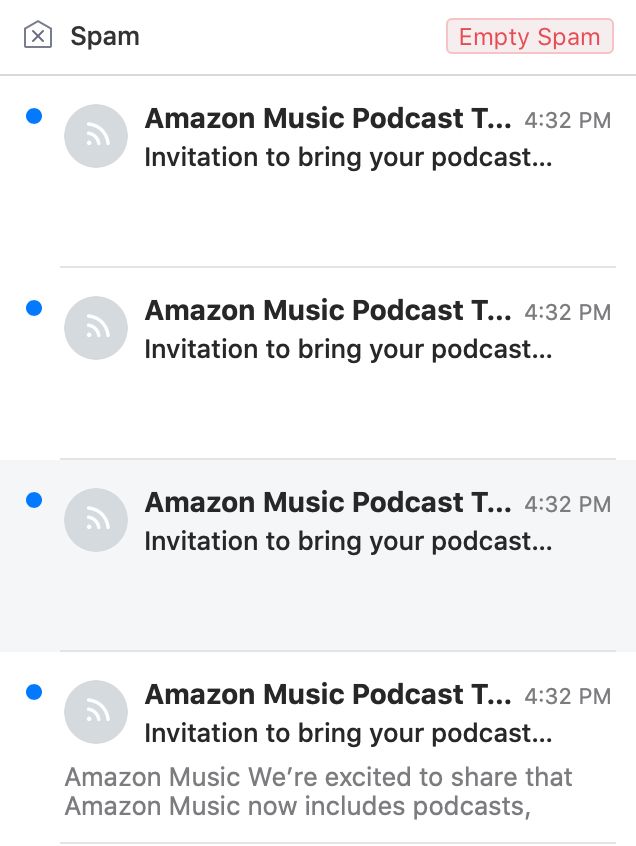 Spam
Empty Spam
Amazon Music Podcast T... 4:32 PM
Invitation to bring your podcast...
Amazon Music Podcast T... 4:32 PM
Invitation to bring your podcast...
Amazon Music Podcast T... 4:32 PM
Invitation to bring your podcast...
Amazon Music Podcast T... 4:32 PM
Invitation to bring your podcast...
Amazon Music We’re excited to share that
Amazon Music now includes podcasts,